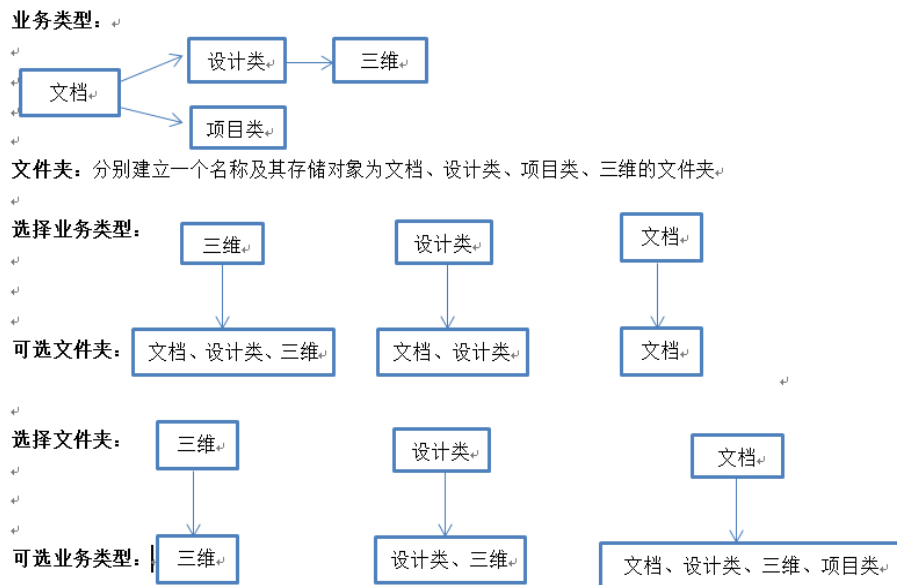 业务类型：
设计类 三维
文档
项目类
文件夹：分别建立一个名称及其存储对象为文档、设计类、项目类、三维的文件夹
选择业务类型： 三维 设计类 文档
可选文件夹： 文档、设计类、三维 文档、设计类 文档
选择文件夹： 三维 设计类 文档
可选业务类型： 三维 设计类、三维 文档、设计类、三维、项目类